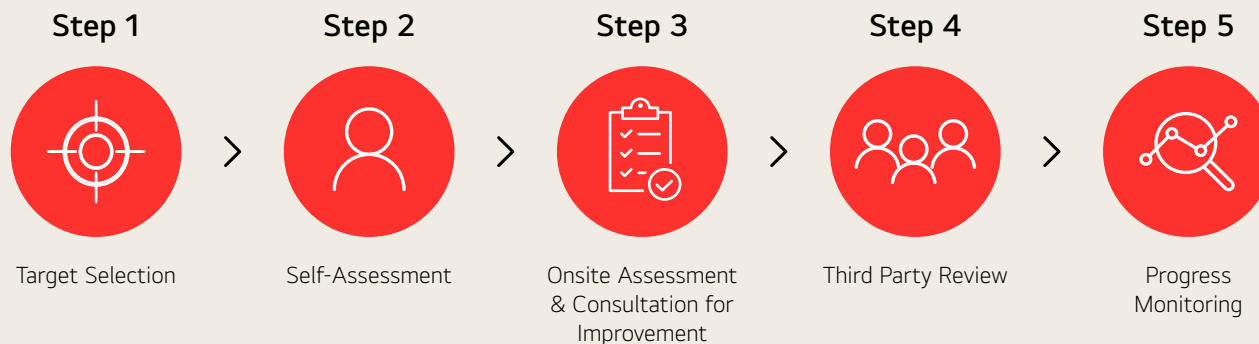 Step 1
Target Selection
Step 2
Self-Assessment
Step 3
Onsite Assessment
& Consultation for
Improvement
Step 4
Third Party Review
Step 5
Progress
Monitoring